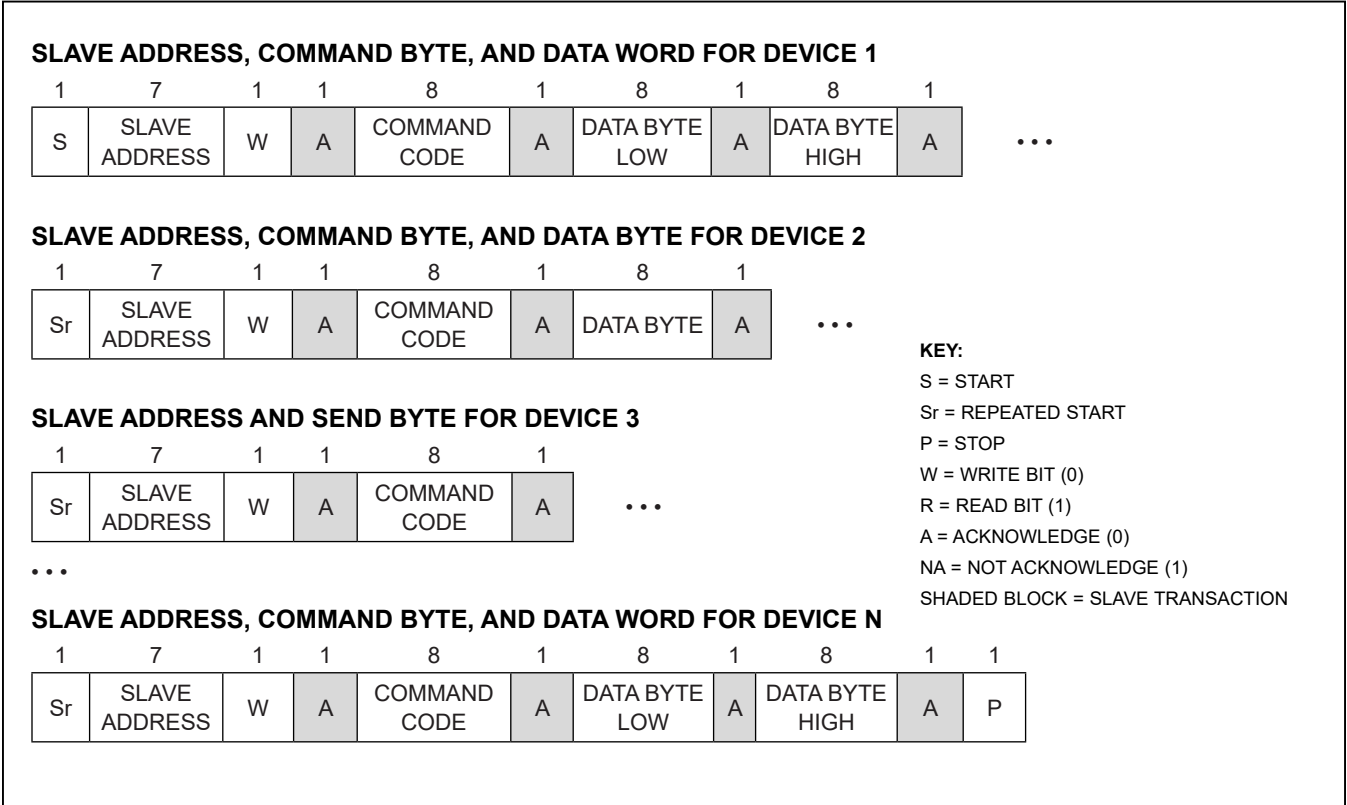 SLAVE ADDRESS, COMMAND BYTE, AND DATA WORD FOR DEVICE 1
1 7 1 1 8 1 8 1 8 1
S SLAVE ADDRESS W A COMMAND CODE A DATA BYTE LOW A DATA BYTE HIGH A • • •
SLAVE ADDRESS, COMMAND BYTE, AND DATA BYTE FOR DEVICE 2
1 7 1 1 8 1 8 1
Sr SLAVE ADDRESS W A COMMAND CODE A DATA BYTE A • • •
SLAVE ADDRESS AND SEND BYTE FOR DEVICE 3
1 7 1 1 8 1
Sr SLAVE ADDRESS W A COMMAND CODE A • • •
• • •
SLAVE ADDRESS, COMMAND BYTE, AND DATA WORD FOR DEVICE N
1 7 1 1 8 1 8 1 8 1 1
Sr SLAVE ADDRESS W A COMMAND CODE A DATA BYTE LOW A DATA BYTE HIGH A P
KEY:
S = START
Sr = REPEATED START
P = STOP
W = WRITE BIT (0)
R = READ BIT (1)
A = ACKNOWLEDGE (0)
NA = NOT ACKNOWLEDGE (1)
SHADED BLOCK = SLAVE TRANSACTION